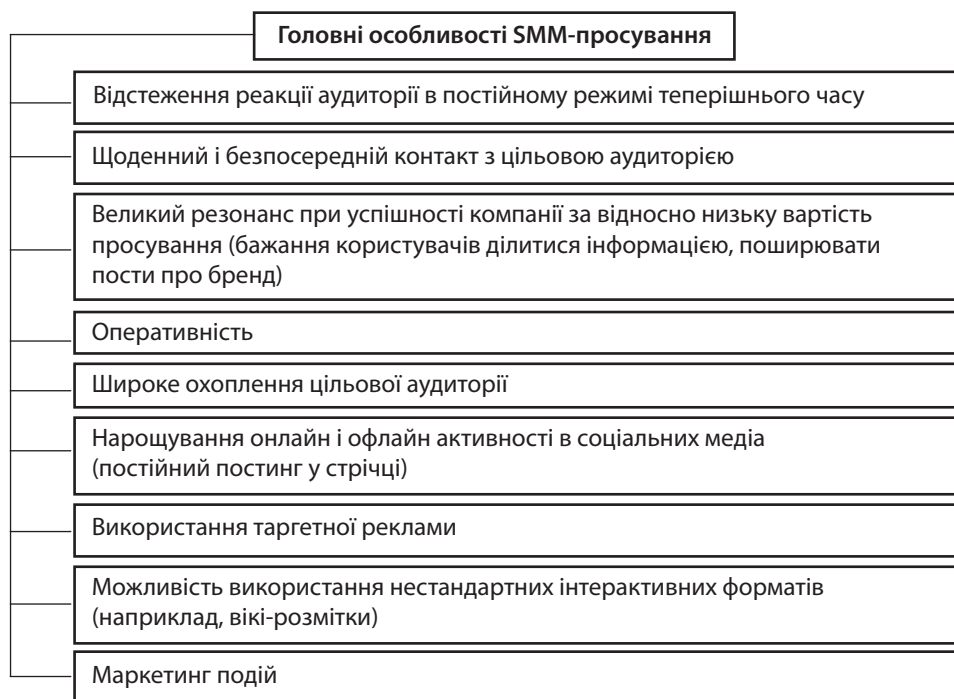 Головні особливості SMM-просування
Відстеження реакції аудиторії в постійному режимі теперішнього часу
Щоденний і безпосередній контакт з цільовою аудиторією
Великий резонанс при успішності компанії за відносно низьку вартість
просування (бажання користувачів ділитися інформацією, поширювати
пости про бренд)
Оперативність
Широке охоплення цільової аудиторії
Нарощування онлайн і офлайн активності в соціальних медіа
(постійний постинг у стрічці)
Використання таргетної реклами
Можливість використання нестандартних інтерактивних форматів
(наприклад, вікі-розмітки)
Маркетинг подій